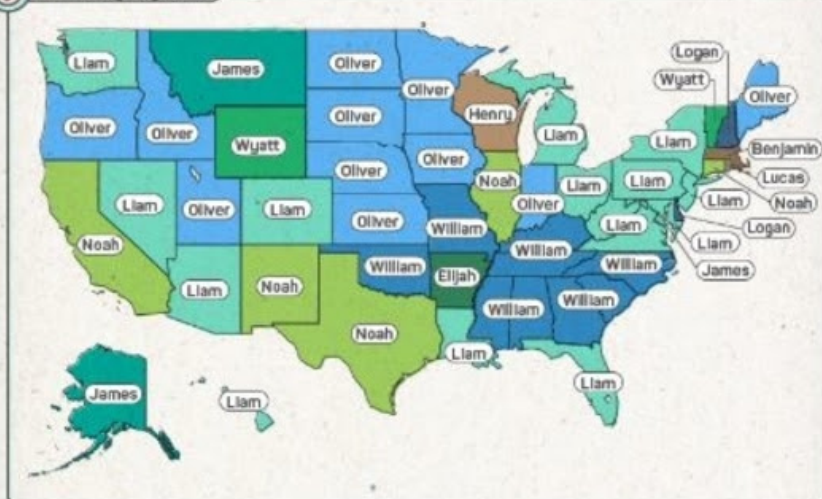 Logan
Liam
James
Oliver
Wyatt
Oliver
Oliver
Oliver
Oliver
Oliver
Henry
Liam
Liam
Wyatt
Benjamin
Oliver
Oliver
Noah
Liam
Liam
Lucas
Noah
Liam
Oliver
Liam
Oliver
Oliver
William
Liam
Logan
Noah
William
Liam
William
Elijah
William
James
Liam
Noah
William
William
Noah
Liam
Liam
James
Liam